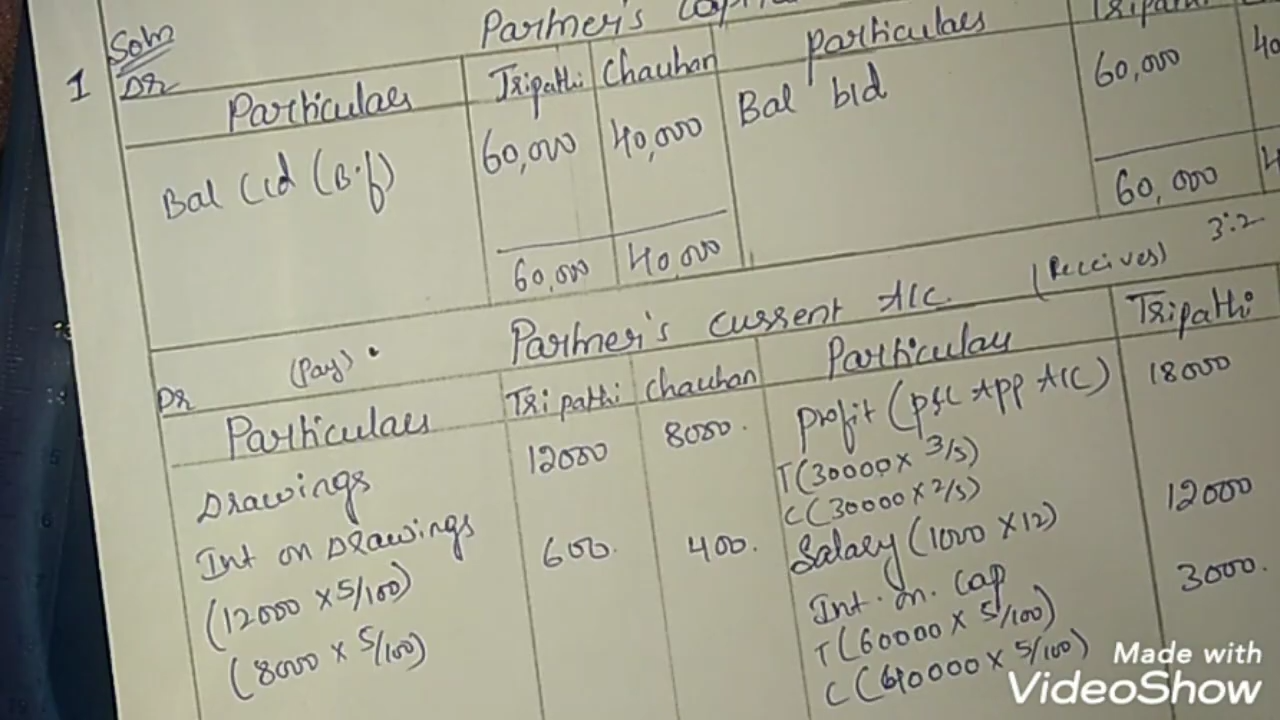 Soln
Partner's
1 Dr
Particulars Tripathi Chauhan Particulars Tripathi
Bal C/d (B.f) 60,000 40,000 Bal b/d 60,000 40
60,000 40,000 60,000 4
Partner's current A/C. (Receives) 3:2
Dr (Pay)
Particulars Tripathi Chauhan Particulars Tripathi
Drawings 12000 8000. Profit (P&L APP A/C) 18000
T(30000 x 3/5)
C(30000 x 2/5)
Int on Drawings 600. 400. Salary (1000 x 12) 12000
(12000 x 5/100) Int. on. Cap 3000.
(8000 x 5/100) T(60000 x 5/100)
C(40000 x 5/100)
Made with
VideoShow